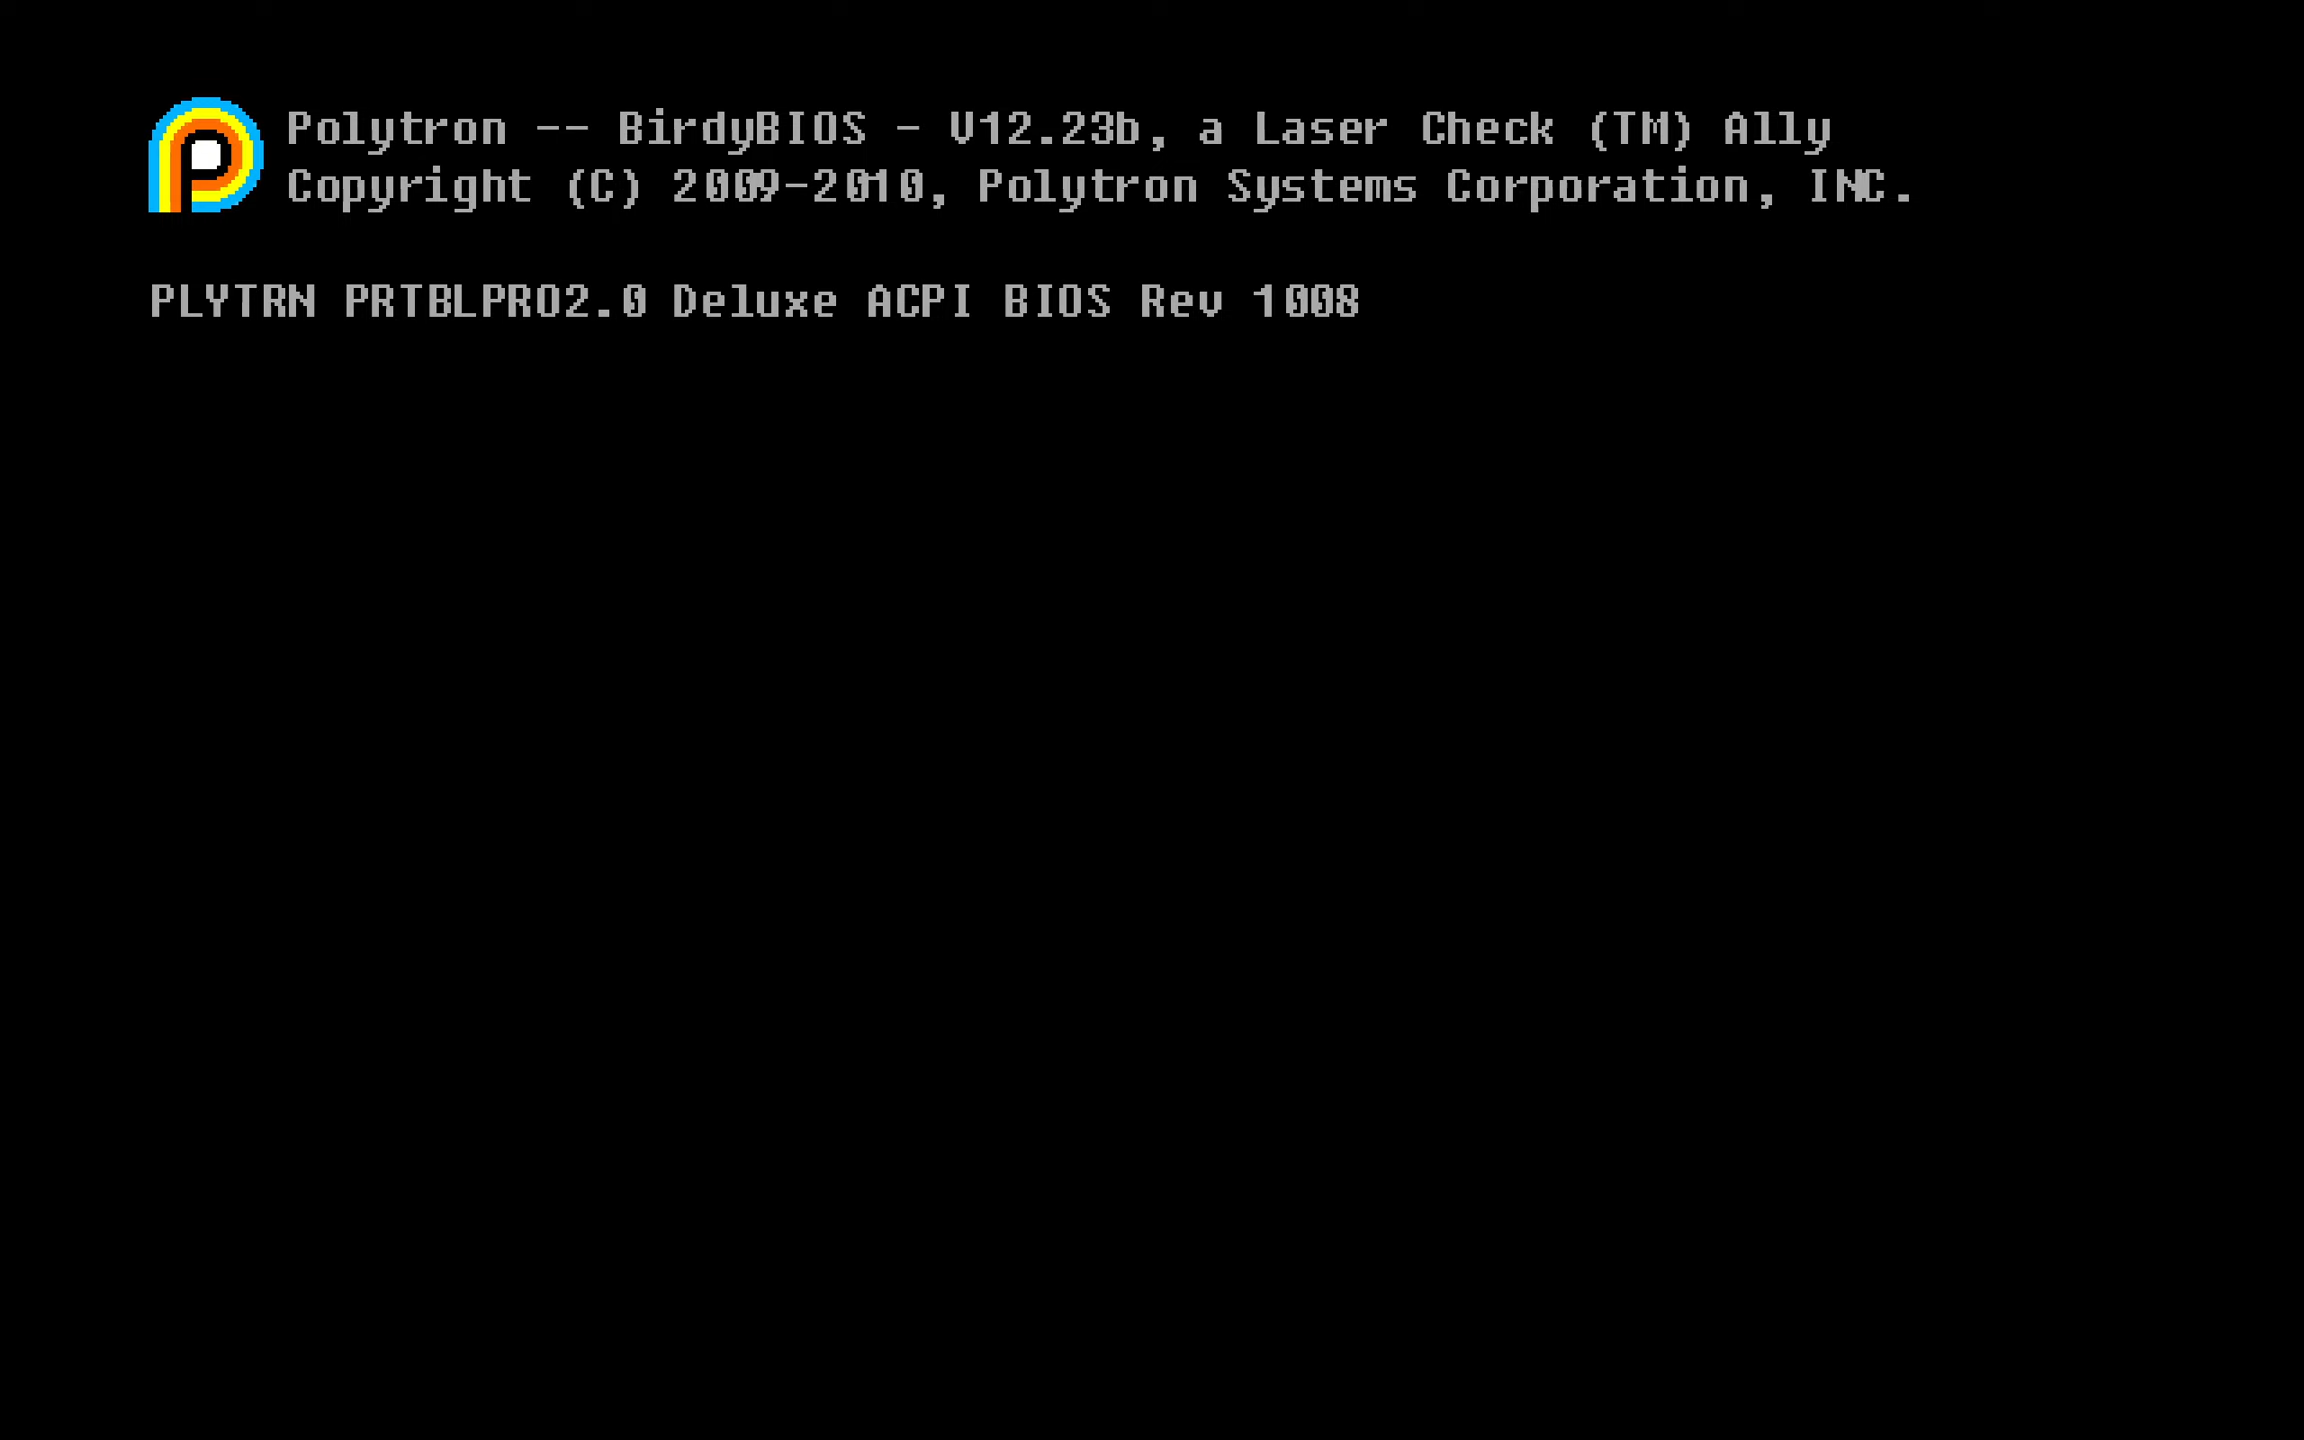 Polytron -- BirdyBIOS - V12.23b, a Laser Check (TM) Ally
Copyright (C) 2009-2010, Polytron Systems Corporation, INC.
PLYTRN PRTBLPRO2.0 Deluxe ACPI BIOS Rev 1008